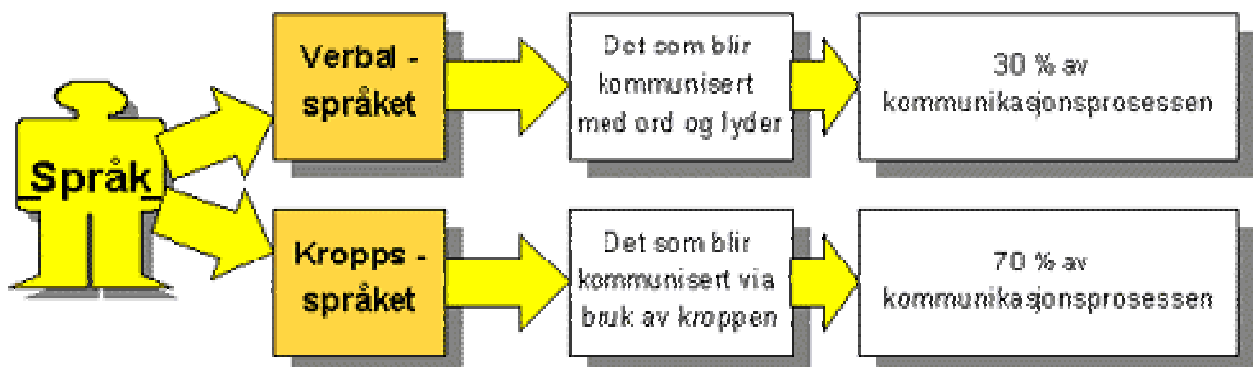 Språk
Verbal -
språket
Det som blir
kommunisert
med ord og lyder
30 % av
kommunikasjonsprosessen
Kropps -
språket
Det som blir
kommunisert via
bruk av kroppen
70 % av
kommunikasjonsprosessen